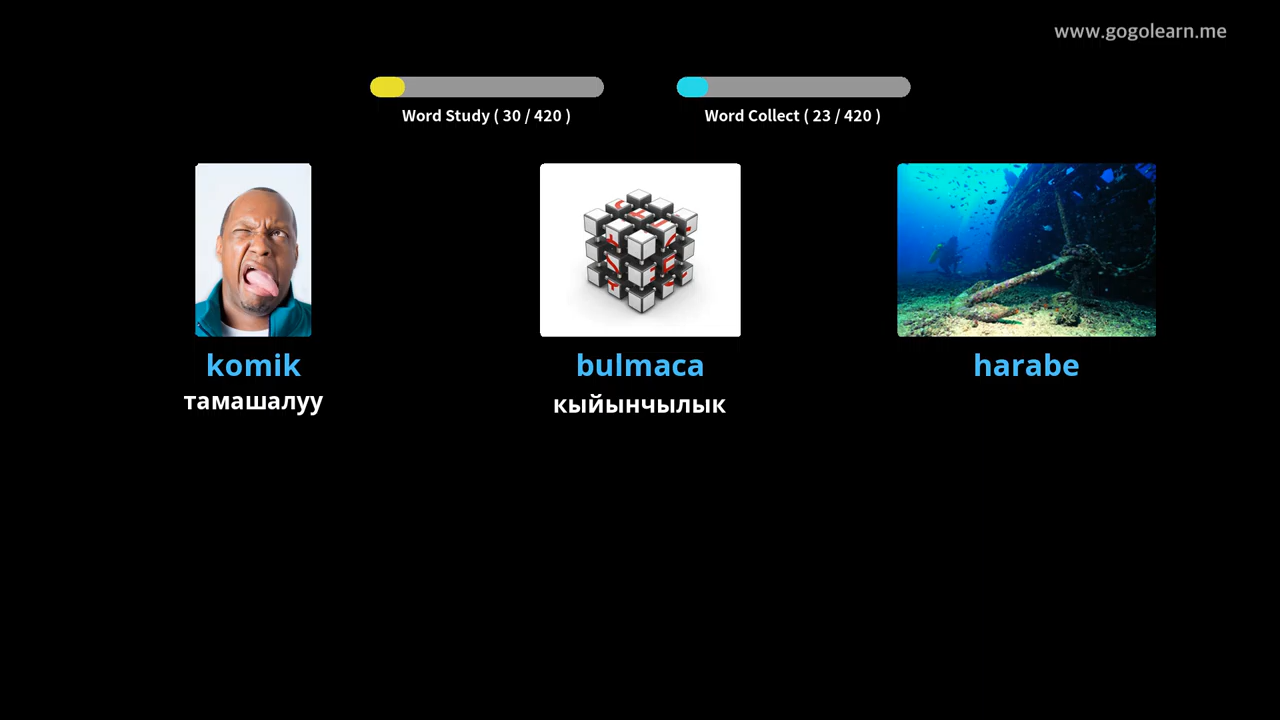 www.gogolearn.me
Word Study ( 30 / 420 )
Word Collect ( 23 / 420 )
komik
bulmaca
harabe
тамашалуу
кыйынчылык